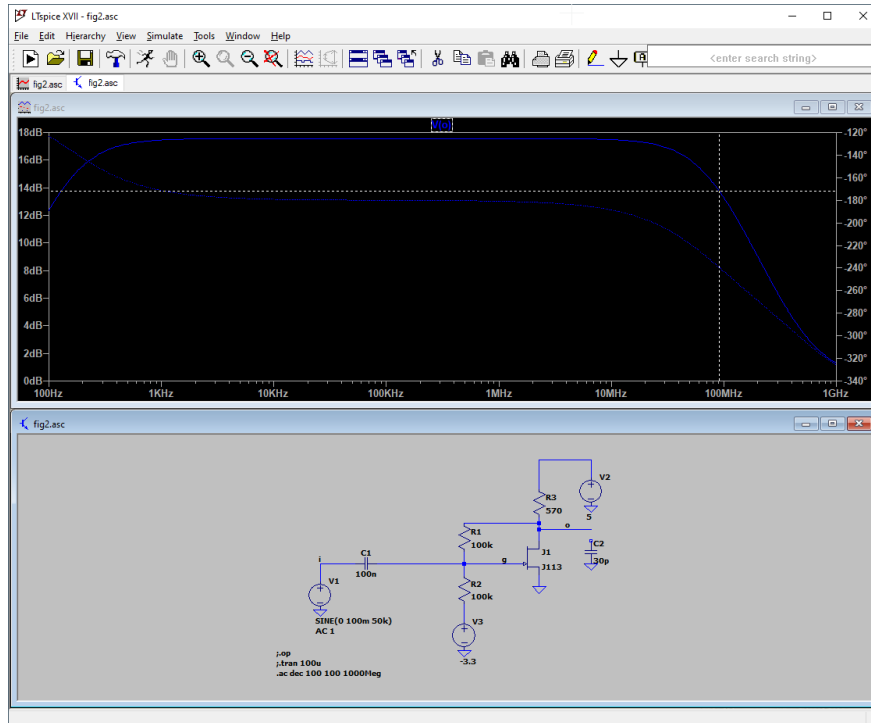 LTspice XVII - fig2.asc
File Edit Hierarchy View Simulate Tools Window Help
<enter search string>
fig2.asc fig2.asc
fig2.asc
18dB
16dB
14dB
12dB
10dB
8dB
6dB
4dB
2dB
0dB
-120°
-140°
-160°
-180°
-200°
-220°
-240°
-260°
-280°
-300°
-320°
-340°
100Hz 1KHz 10KHz 100KHz 1MHz 10MHz 100MHz 1GHz
fig2.asc
V2
5
R3
570
o
C2
30p
R1
100k
J1
J113
g
i
C1
100n
V1
R2
100k
SINE(0 100m 50k)
AC 1
V3
-3.3
;.op
;.tran 100u
.ac dec 100 100 1000Meg